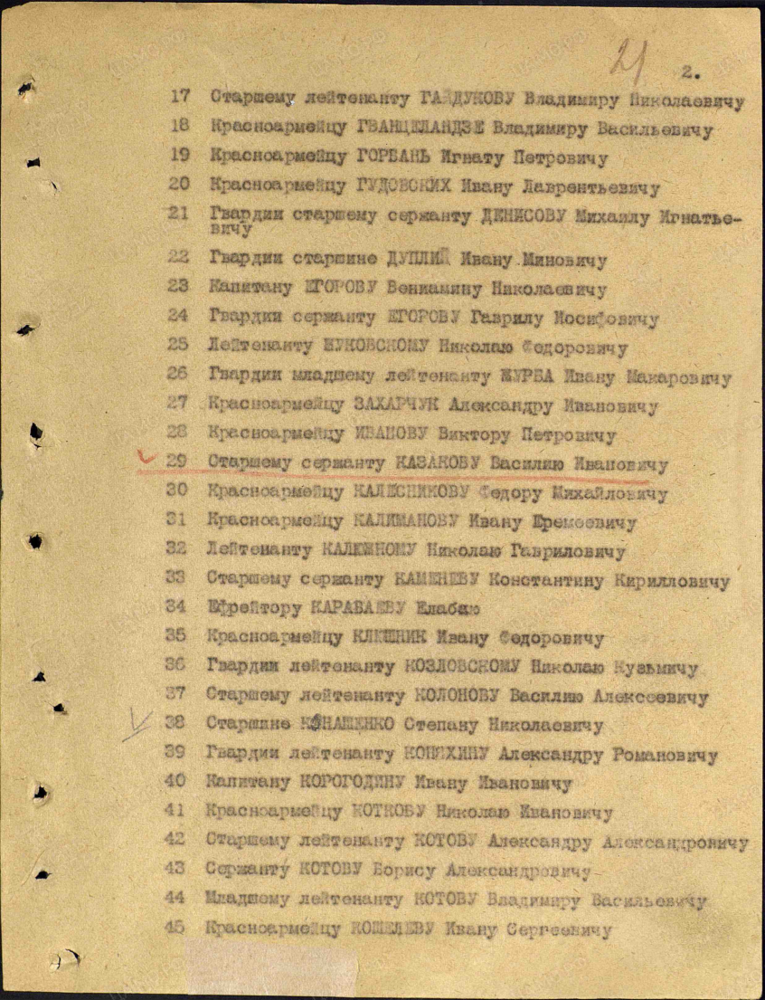 21
2.
17 Старшему лейтенанту ГАЙДУКОВУ Владимиру Николаевичу
18 Красноармейцу ГВАНЦЕЛАНДЗЕ Владимиру Васильевичу
19 Красноармейцу ГОРБАНЬ Игнату Петровичу
20 Красноармейцу ГУДОВСКИХ Ивану Лаврентьевичу
21 Гвардии старшему сержанту ДЕНИСОВУ Михаилу Игнатье-
вичу
22 Гвардии старшине ДУПЛИЙ Ивану Миновичу
23 Капитану ЕГОРОВУ Вениамину Николаевичу
24 Гвардии сержанту ЕГОРОВУ Гаврилу Иосифовичу
25 Лейтенанту ЖУКОВСКОМУ Николаю Федоровичу
26 Гвардии младшему лейтенанту ЖУРБА Ивану Макаровичу
27 Красноармейцу ЗАХАРЧУК Александру Ивановичу
28 Красноармейцу ИВАНОВУ Виктору Петровичу
29 Старшему сержанту КАЗАКОВУ Василию Ивановичу
30 Красноармейцу КАЛЕСНИКОВУ Федору Михайловичу
31 Красноармейцу КАЛИМАНОВУ Ивану Еремеевичу
32 Лейтенанту КАЛЮЖНОМУ Николаю Гавриловичу
33 Старшему сержанту КАМЕНЕВУ Константину Кирилловичу
34 Ефрейтору КАРАБАЕВУ Елабаю
35 Красноармейцу КЛЮШНИК Ивану Федоровичу
36 Гвардии лейтенанту КОЗЛОВСКОМУ Николаю Кузьмичу
37 Старшему лейтенанту КОЛОНОВУ Василию Алексеевичу
38 Старшине КОНАШЕНКО Степану Николаевичу
39 Гвардии лейтенанту КОНЯХИНУ Александру Романовичу
40 Капитану КОРОГОДИНУ Ивану Ивановичу
41 Красноармейцу КОТКОВУ Николаю Ивановичу
42 Старшему лейтенанту КОТОВУ Александру Александровичу
43 Сержанту КОТОВУ Борису Александровичу
44 Младшему лейтенанту КОТОВУ Владимиру Васильевичу
45 Красноармейцу КОШЕЛЕВУ Ивану Сергеевичу